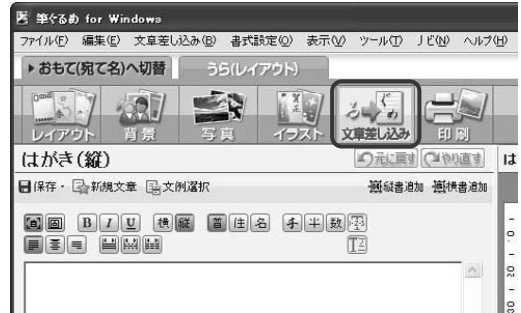 筆ぐるめ for Windows
ファイル(F) 編集(E) 文章差し込み(B) 書式設定(O) 表示(V) ツール(T) ナビ(N) ヘルプ(H)
おもて(宛て名)へ切替 うら(レイアウト)
レイアウト 背景 写真 イラスト 文章差し込み 印刷
はがき(縦) 元に戻す やり直す は
保存 新規文章 文例選択 縦書追加 横書追加
B I U 横 縦 普 住 名 手 半 数